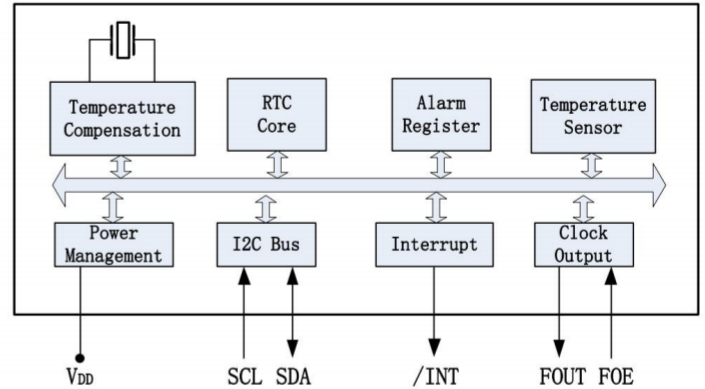 Temperature
Compensation
RTC
Core
Alarm
Register
Temperature
Sensor
Power
Management
I2C Bus
Interrupt
Clock
Output
VDD
SCL SDA
/INT
FOUT FOE